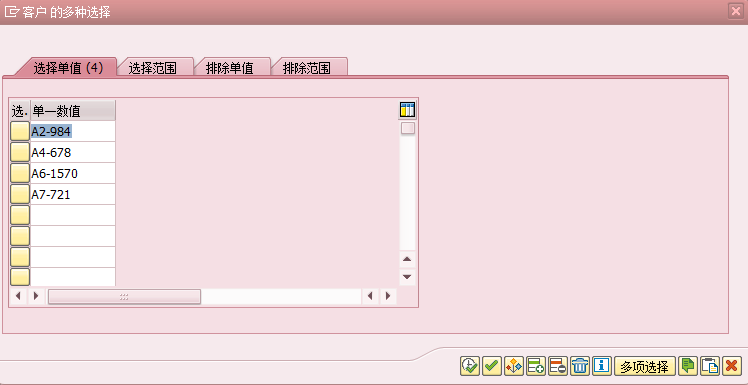 客户 的多种选择
选择单值 (4) 选择范围 排除单值 排除范围
选. 单一数值
A2-984
A4-678
A6-1570
A7-721
多项选择